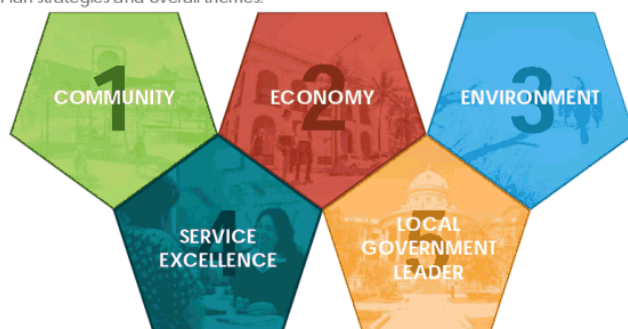 Plan strategies and overall themes.
1
COMMUNITY
2
ECONOMY
3
ENVIRONMENT
4
SERVICE
EXCELLENCE
5
LOCAL
GOVERNMENT
LEADER